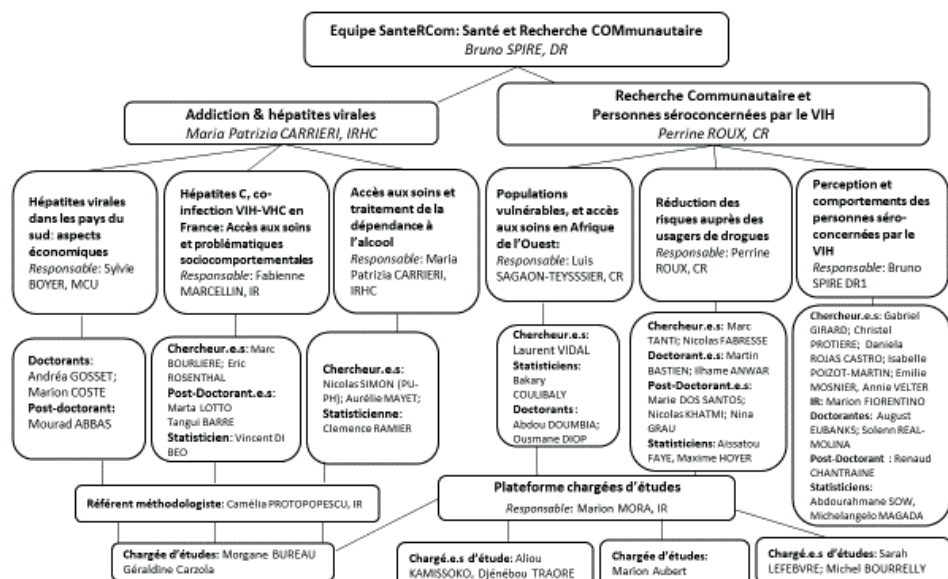 Equipe SanteRCom: Santé et Recherche COMmunautaire
Bruno SPIRE, DR
Addiction & hépatites virales
Maria Patrizia CARRIERI, IRHC
Recherche Communautaire et
Personnes séroconcernées par le VIH
Perrine ROUX, CR
Hépatites virales
dans les pays du
sud: aspects
économiques
Responsable: Sylvie
BOYER, MCU
Hépatites C, co-
infection VIH-VHC en
France: Accès aux soins
et problématiques
sociocomportementales
Responsable: Fabienne
MARCELLIN, IR
Accès aux soins et
traitement de la
dépendance à
l'alcool
Responsable: Maria
Patrizia CARRIERI,
IRHC
Populations
vulnérables, et accès
aux soins en Afrique
de l'Ouest:
Responsable: Luis
SAGAON-TEYSSSIER, CR
Réduction des
risques auprès des
usagers de drogues
Responsable: Perrine
ROUX, CR
Perception et
comportements des
personnes séro-
concernées par le
VIH
Responsable: Bruno
SPIRE DR1
Doctorants:
Andréa GOSSET;
Marion COSTE
Post-doctorant:
Mourad ABBAS
Chercheur.e.s: Marc
BOURLIERE; Eric
ROSENTHAL
Post-Doctorant.e.s:
Marta LOTTO
Tangui BARRE
Statisticien: Vincent DI
BEO
Chercheur.e.s:
Nicolas SIMON (PU-
PH); Aurélie MAYET;
Statisticienne:
Clemence RAMIER
Chercheur.e.s:
Laurent VIDAL
Statisticiens:
Bakary
COULIBALY
Doctorants:
Abdou DOUMBIA;
Ousmane DIOP
Chercheur.e.s: Marc
TANTI; Nicolas FABRESSE
Doctorant.e.s: Martin
BASTIEN; Ilhame ANWAR
Post-Doctorant.e.s:
Marie DOS SANTOS;
Nicolas KHATMI; Nina
GRAU
Statisticiens: Aissatou
FAYE, Maxime HOYER
Chercheur.e.s: Gabriel
GIRARD; Christel
PROTIERE; Daniela
ROJAS CASTRO; Isabelle
POIZOT-MARTIN; Emilie
MOSNIER, Annie VELTER
IR: Marion FIORENTINO
Doctorantes: August
EUBANKS; Solenn REAL-
MOLINA
Post-Doctorant : Renaud
CHANTRAINE
Statisticiens:
Abdourahmane SOW,
Michelangelo MAGADA
Référent méthodologiste: Camélia PROTOPOPESCU, IR
Plateforme chargées d'études
Responsable: Marion MORA, IR
Chargée d'études: Morgane BUREAU
Géraldine Carzola
Chargé.e.s d'étude: Aliou
KAMISSOKO, Djénébou TRAORE
Chargée d'études:
Marion Aubert
Chargé.e.s d'études: Sarah
LEFEBVRE; Michel BOURRELLY